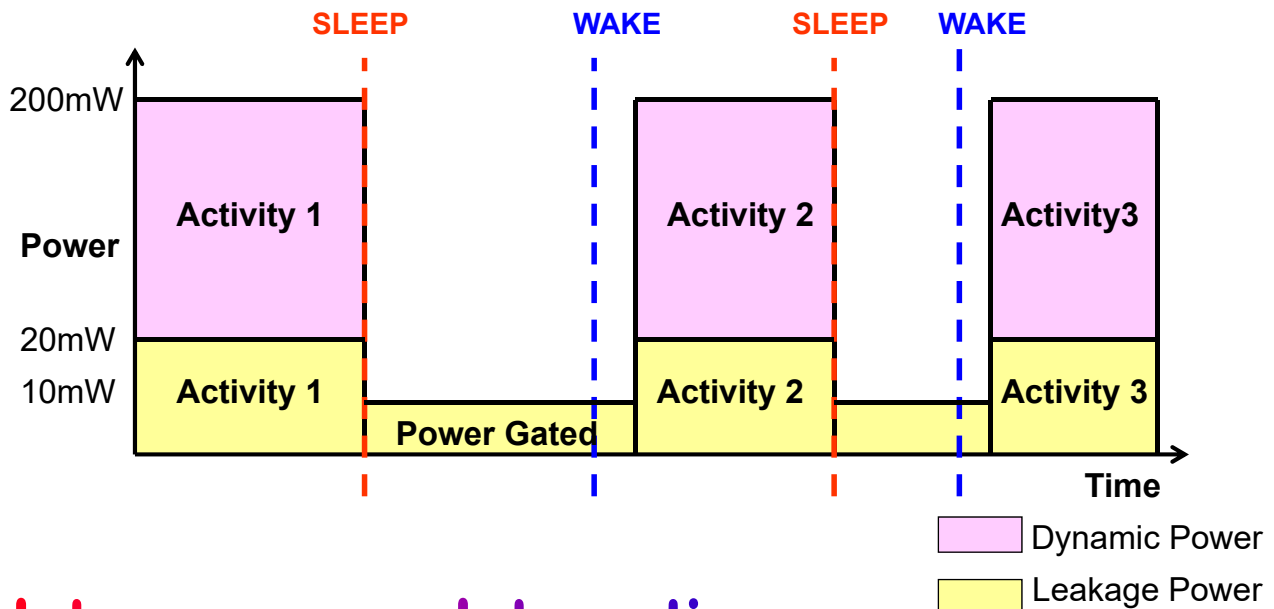 SLEEP WAKE SLEEP WAKE
200mW
Activity 1 Activity 2 Activity3
Power
20mW
10mW Activity 1 Activity 2 Activity 3
Power Gated
Time
Dynamic Power
Leakage Power